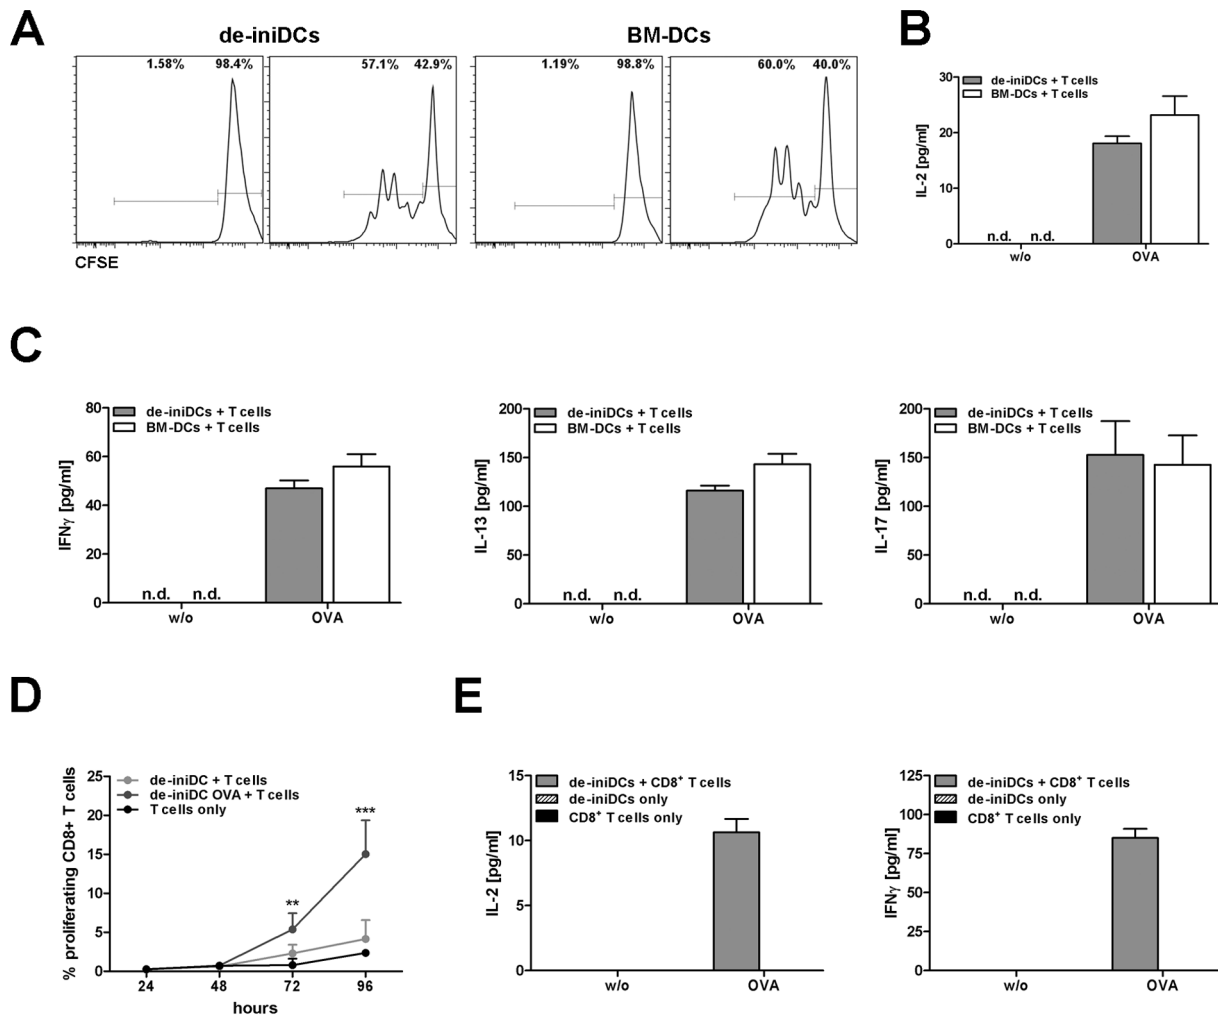 A
de-iniDCs
BM-DCs
1.58% 98.4%
57.1% 42.9%
1.19% 98.8%
60.0% 40.0%
CFSE
B
de-iniDCs + T cells
BM-DCs + T cells
IL-2 [pg/ml]
30
20
10
0
n.d. n.d.
w/o OVA
C
de-iniDCs + T cells
BM-DCs + T cells
IFNγ [pg/ml]
80
60
40
20
0
n.d. n.d.
w/o OVA
de-iniDCs + T cells
BM-DCs + T cells
IL-13 [pg/ml]
200
150
100
50
0
n.d. n.d.
w/o OVA
de-iniDCs + T cells
BM-DCs + T cells
IL-17 [pg/ml]
200
150
100
50
0
n.d. n.d.
w/o OVA
D
de-iniDC + T cells
de-iniDC OVA + T cells
T cells only
% proliferating CD8+ T cells
25
20
15
10
5
0
**
***
24 48 72 96
hours
E
de-iniDCs + CD8⁺ T cells
de-iniDCs only
CD8⁺ T cells only
IL-2 [pg/ml]
15
10
5
0
w/o OVA
de-iniDCs + CD8⁺ T cells
de-iniDCs only
CD8⁺ T cells only
IFNγ [pg/ml]
125
100
75
50
25
0
w/o OVA